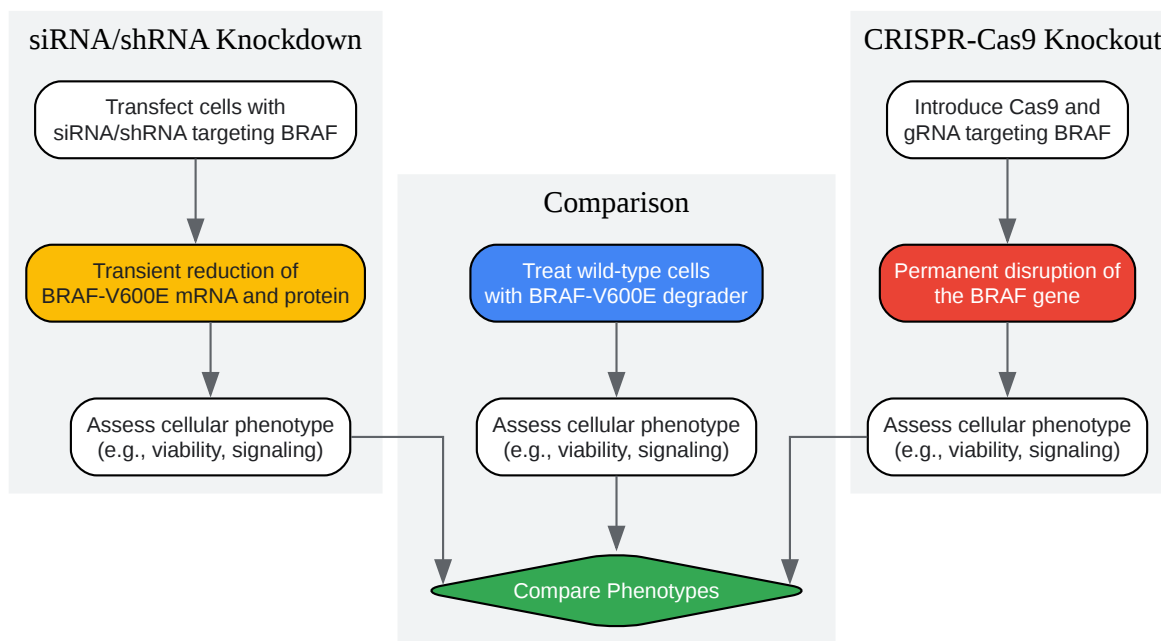 siRNA/shRNA Knockdown
Transfect cells with
siRNA/shRNA targeting BRAF
Transient reduction of
BRAF-V600E mRNA and protein
Assess cellular phenotype
(e.g., viability, signaling)
Comparison
Treat wild-type cells
with BRAF-V600E degrader
Assess cellular phenotype
(e.g., viability, signaling)
Compare Phenotypes
CRISPR-Cas9 Knockout
Introduce Cas9 and
gRNA targeting BRAF
Permanent disruption of
the BRAF gene
Assess cellular phenotype
(e.g., viability, signaling)